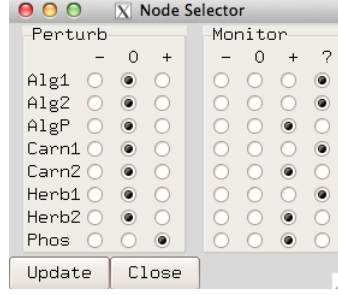 Node Selector
Perturb Monitor
- 0 + - 0 + ?
Alg1
Alg2
AlgP
Carn1
Carn2
Herb1
Herb2
Phos
Update Close